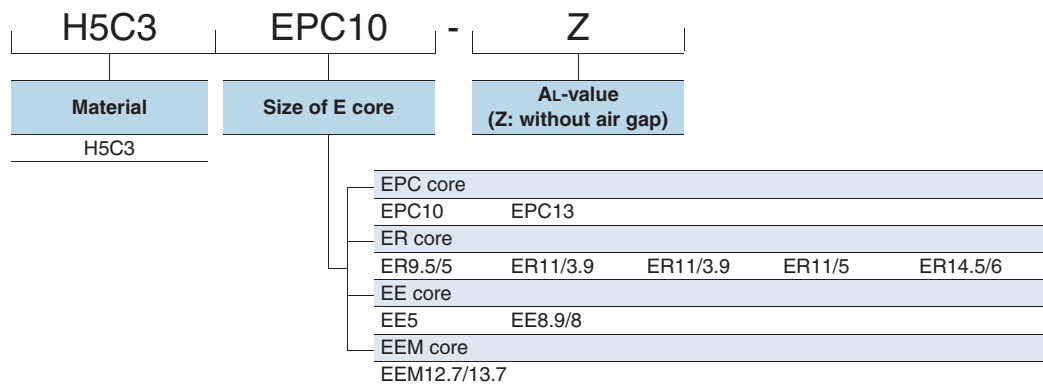 H5C3 EPC10 - Z
Material
Size of E core
AL-value
(Z: without air gap)
H5C3
EPC core
EPC10 EPC13
ER core
ER9.5/5 ER11/3.9 ER11/3.9 ER11/5 ER14.5/6
EE core
EE5 EE8.9/8
EEM core
EEM12.7/13.7